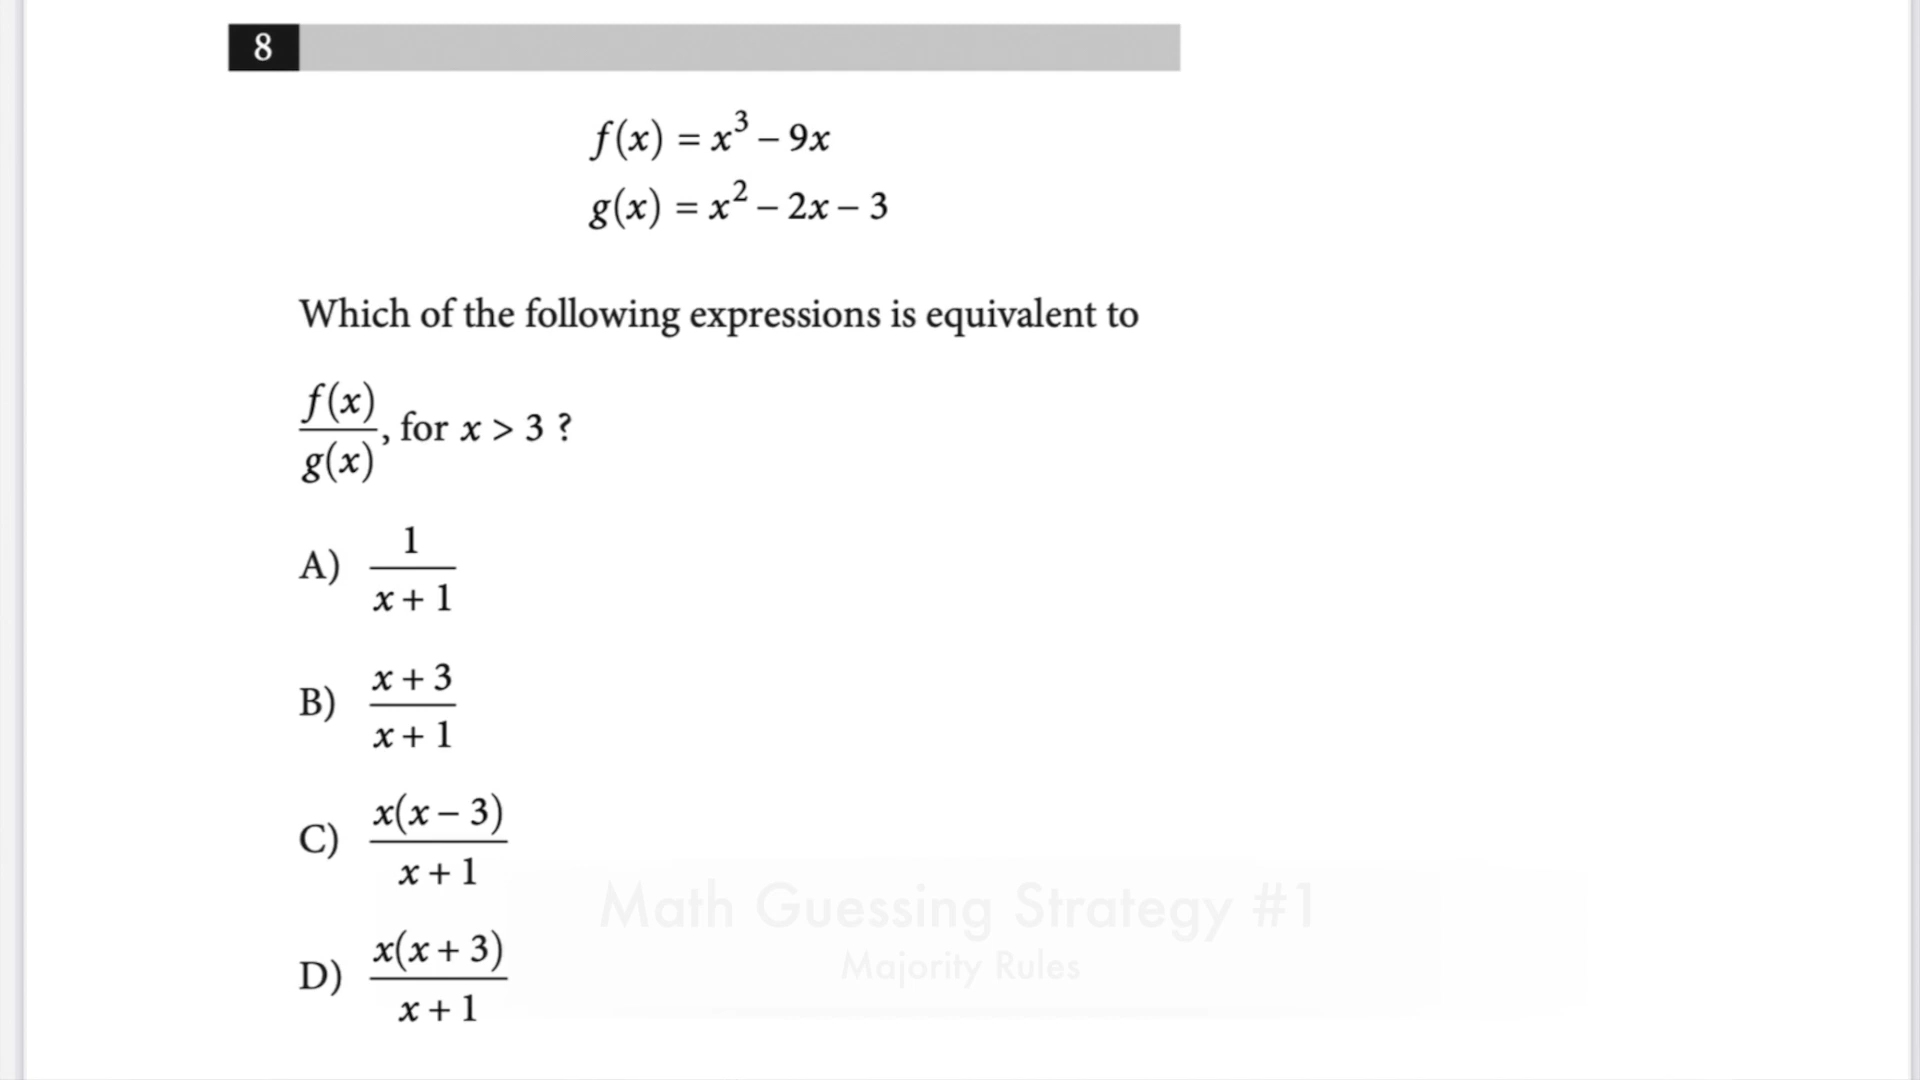 8
f(x) = x³ – 9x
g(x) = x² – 2x – 3
Which of the following expressions is equivalent to
f(x)/g(x), for x > 3 ?
A) 1/(x + 1)
B) (x + 3)/(x + 1)
C) x(x – 3)/(x + 1)
D) x(x + 3)/(x + 1)
Math Guessing Strategy #1
Majority Rules